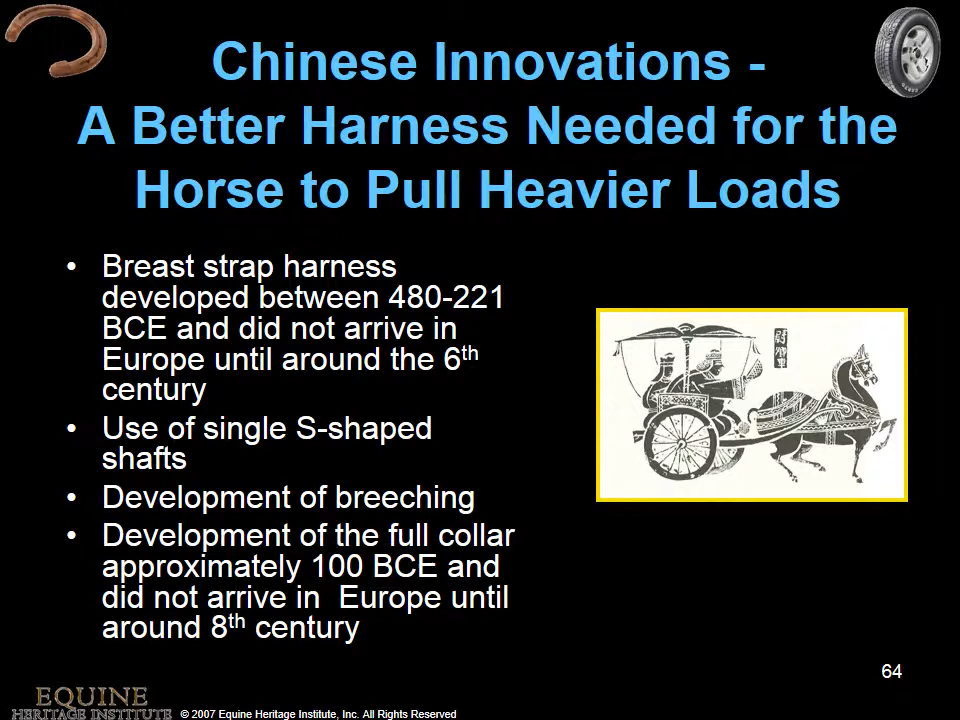 Chinese Innovations -
A Better Harness Needed for the
Horse to Pull Heavier Loads
• Breast strap harness
developed between 480-221
BCE and did not arrive in
Europe until around the 6th
century
• Use of single S-shaped
shafts
• Development of breeching
• Development of the full collar
approximately 100 BCE and
did not arrive in  Europe until
around 8th century
64
EQUINE
HERITAGE INSTITUTE
© 2007 Equine Heritage Institute, Inc. All Rights Reserved